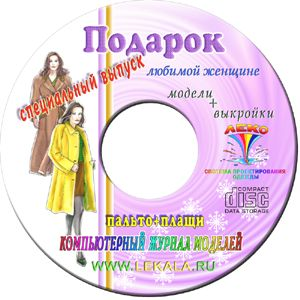 Подарок
любимой женщине
специальный выпуск
модели
+
выкройки
ЛЕКО
СИСТЕМА ПРОЕКТИРОВАНИЯ
ОДЕЖДЫ
COMPACT
disc
DATA STORAGE
пальто+плащи
КОМПЬЮТЕРНЫЙ ЖУРНАЛ МОДЕЛЕЙ
WWW.LEKALA.RU